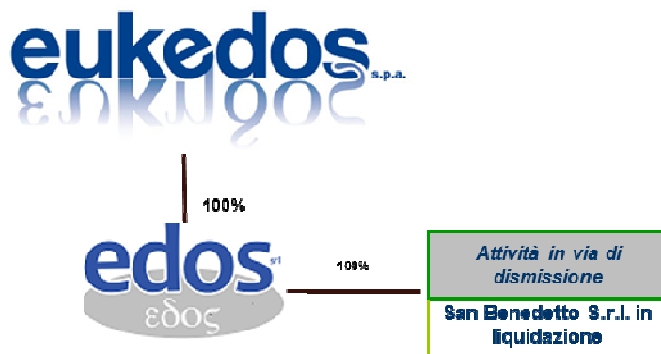 eukedos s.p.a.
100%
edos srl
εδος
100%
Attività in via di
dismissione
San Benedetto S.r.l. in
liquidazione